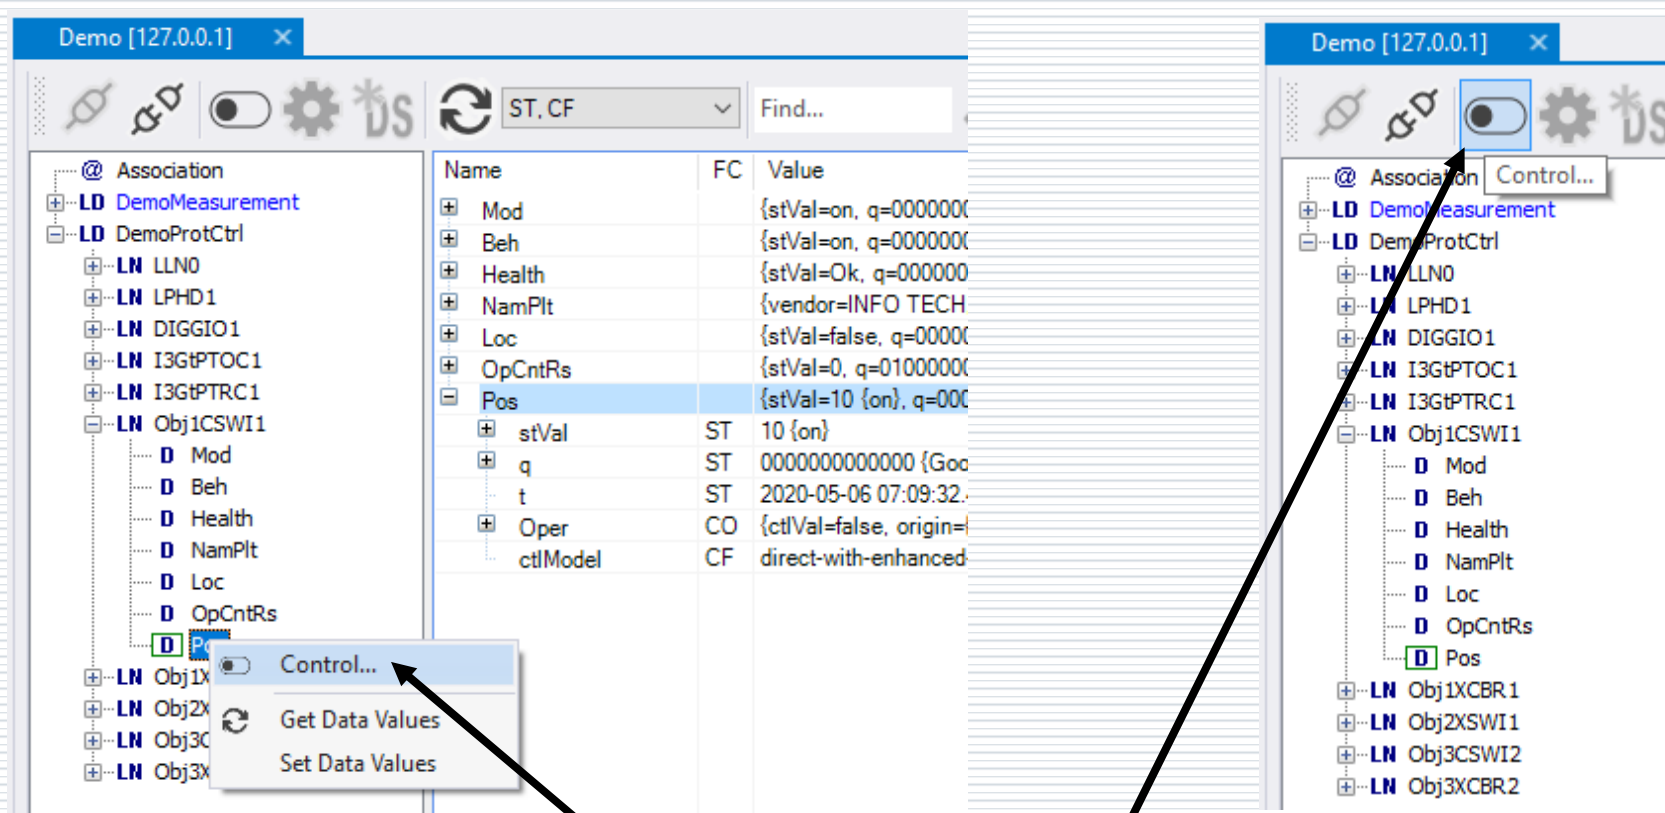 Demo [127.0.0.1] ×
DS
ST, CF
Find...
@ Association
LD DemoMeasurement
LD DemoProtCtrl
LN LLN0
LN LPHD1
LN DIGGIO1
LN I3GtPTOC1
LN I3GtPTRC1
LN Obj1CSWI1
D Mod
D Beh
D Health
D NamPlt
D Loc
D OpCntRs
D
LN Obj1X
LN Obj2X
LN Obj3C
LN Obj3X
Control...
Get Data Values
Set Data Values
Name FC Value
Mod {stVal=on, q=0000000
Beh {stVal=on, q=0000000
Health {stVal=Ok, q=000000
NamPlt {vendor=INFO TECH
Loc {stVal=false, q=00000
OpCntRs {stVal=0, q=01000000
Pos {stVal=10 {on}, q=000
stVal ST 10 {on}
q ST 0000000000000 {Goo
t ST 2020-05-06 07:09:32.
Oper CO {ctlVal=false, origin=
ctlModel CF direct-with-enhanced-
Demo [127.0.0.1] ×
DS
Control...
@ Association
LD DemoMeasurement
LD DemoProtCtrl
LN LLN0
LN LPHD1
LN DIGGIO1
LN I3GtPTOC1
LN I3GtPTRC1
LN Obj1CSWI1
D Mod
D Beh
D Health
D NamPlt
D Loc
D OpCntRs
D Pos
LN Obj1XCBR1
LN Obj2XSWI1
LN Obj3CSWI2
LN Obj3XCBR2